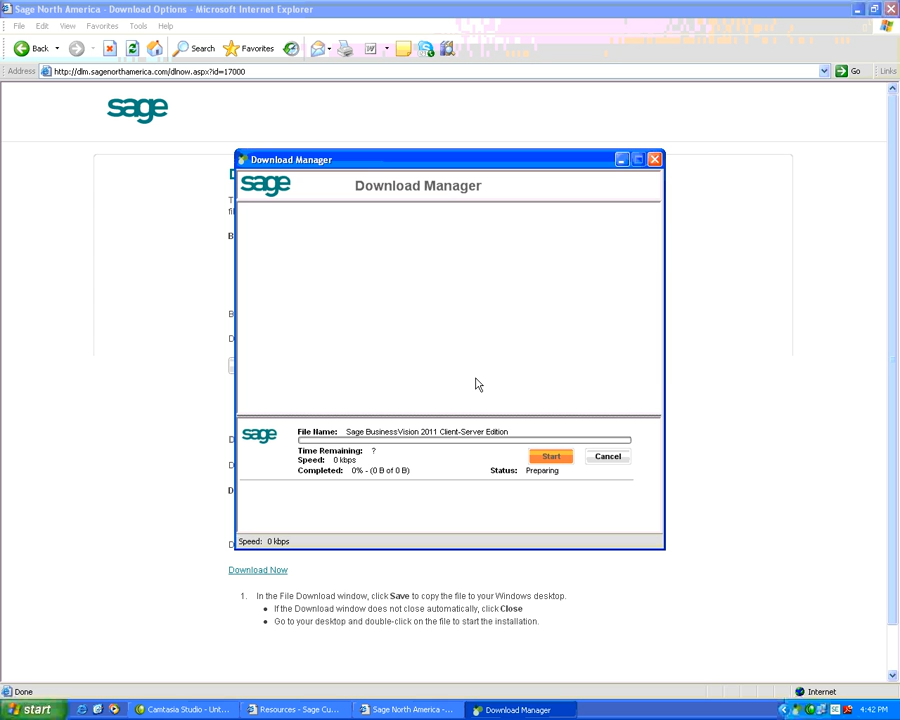 Sage North America - Download Options - Microsoft Internet Explorer
File Edit View Favorites Tools Help
Back Search Favorites
Address http://dlm.sagenorthamerica.com/dlnow.aspx?id=17000 Go Links
sage
Download Manager
sage Download Manager
sage
File Name: Sage BusinessVision 2011 Client-Server Edition
Time Remaining: ?
Speed: 0 kbps
Start Cancel
Completed: 0% - (0 B of 0 B) Status: Preparing
Speed: 0 kbps
Download Now
1. In the File Download window, click Save to copy the file to your Windows desktop.
If the Download window does not close automatically, click Close
Go to your desktop and double-click on the file to start the installation.
Done Internet
start Camtasia Studio - Unt... Resources - Sage Cu... Sage North America -... Download Manager 4:42 PM